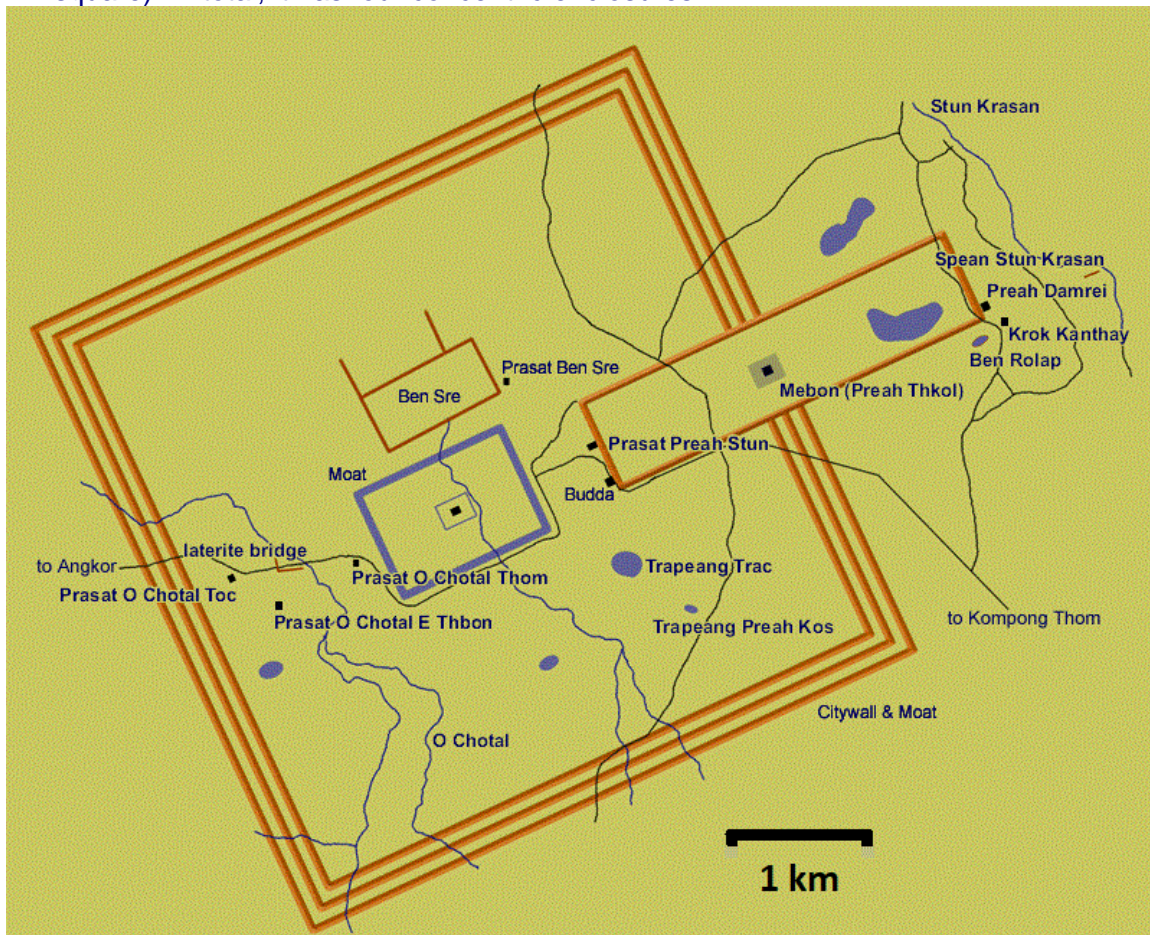 Stun Krasan
Spean Stun Krasan
Preah Damrei
Krok Kanthay
Ben Rolap
Prasat Ben Sre
Ben Sre
Mebon (Preah Thkol)
Prasat Preah Stun
Moat
Budda
laterite bridge
to Angkor
Prasat O Chotal Thom
Trapeang Trac
Prasat O Chotal Toc
Prasat O Chotal E Thbon
Trapeang Preah Kos
to Kompong Thom
Citywall & Moat
O Chotal
1 km